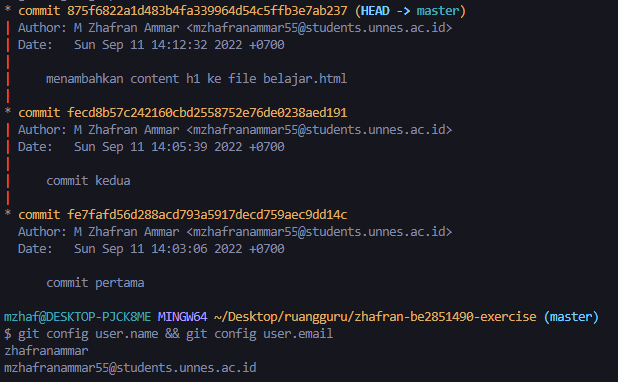 * commit 875f6822a1d483b4fa339964d54c5ffb3e7ab237 (HEAD -> master)
| Author: M Zhafran Ammar <mzhafranammar55@students.unnes.ac.id>
| Date:   Sun Sep 11 14:12:32 2022 +0700
|
|     menambahkan content h1 ke file belajar.html
|
* commit fecd8b57c242160cbd2558752e76de0238aed191
| Author: M Zhafran Ammar <mzhafranammar55@students.unnes.ac.id>
| Date:   Sun Sep 11 14:05:39 2022 +0700
|
|     commit kedua
|
* commit fe7fafd56d288acd793a5917decd759aec9dd14c
  Author: M Zhafran Ammar <mzhafranammar55@students.unnes.ac.id>
  Date:   Sun Sep 11 14:03:06 2022 +0700

      commit pertama

mzhaf@DESKTOP-PJCK8ME MINGW64 ~/Desktop/ruangguru/zhafran-be2851490-exercise (master)
$ git config user.name && git config user.email
zhafranammar
mzhafranammar55@students.unnes.ac.id